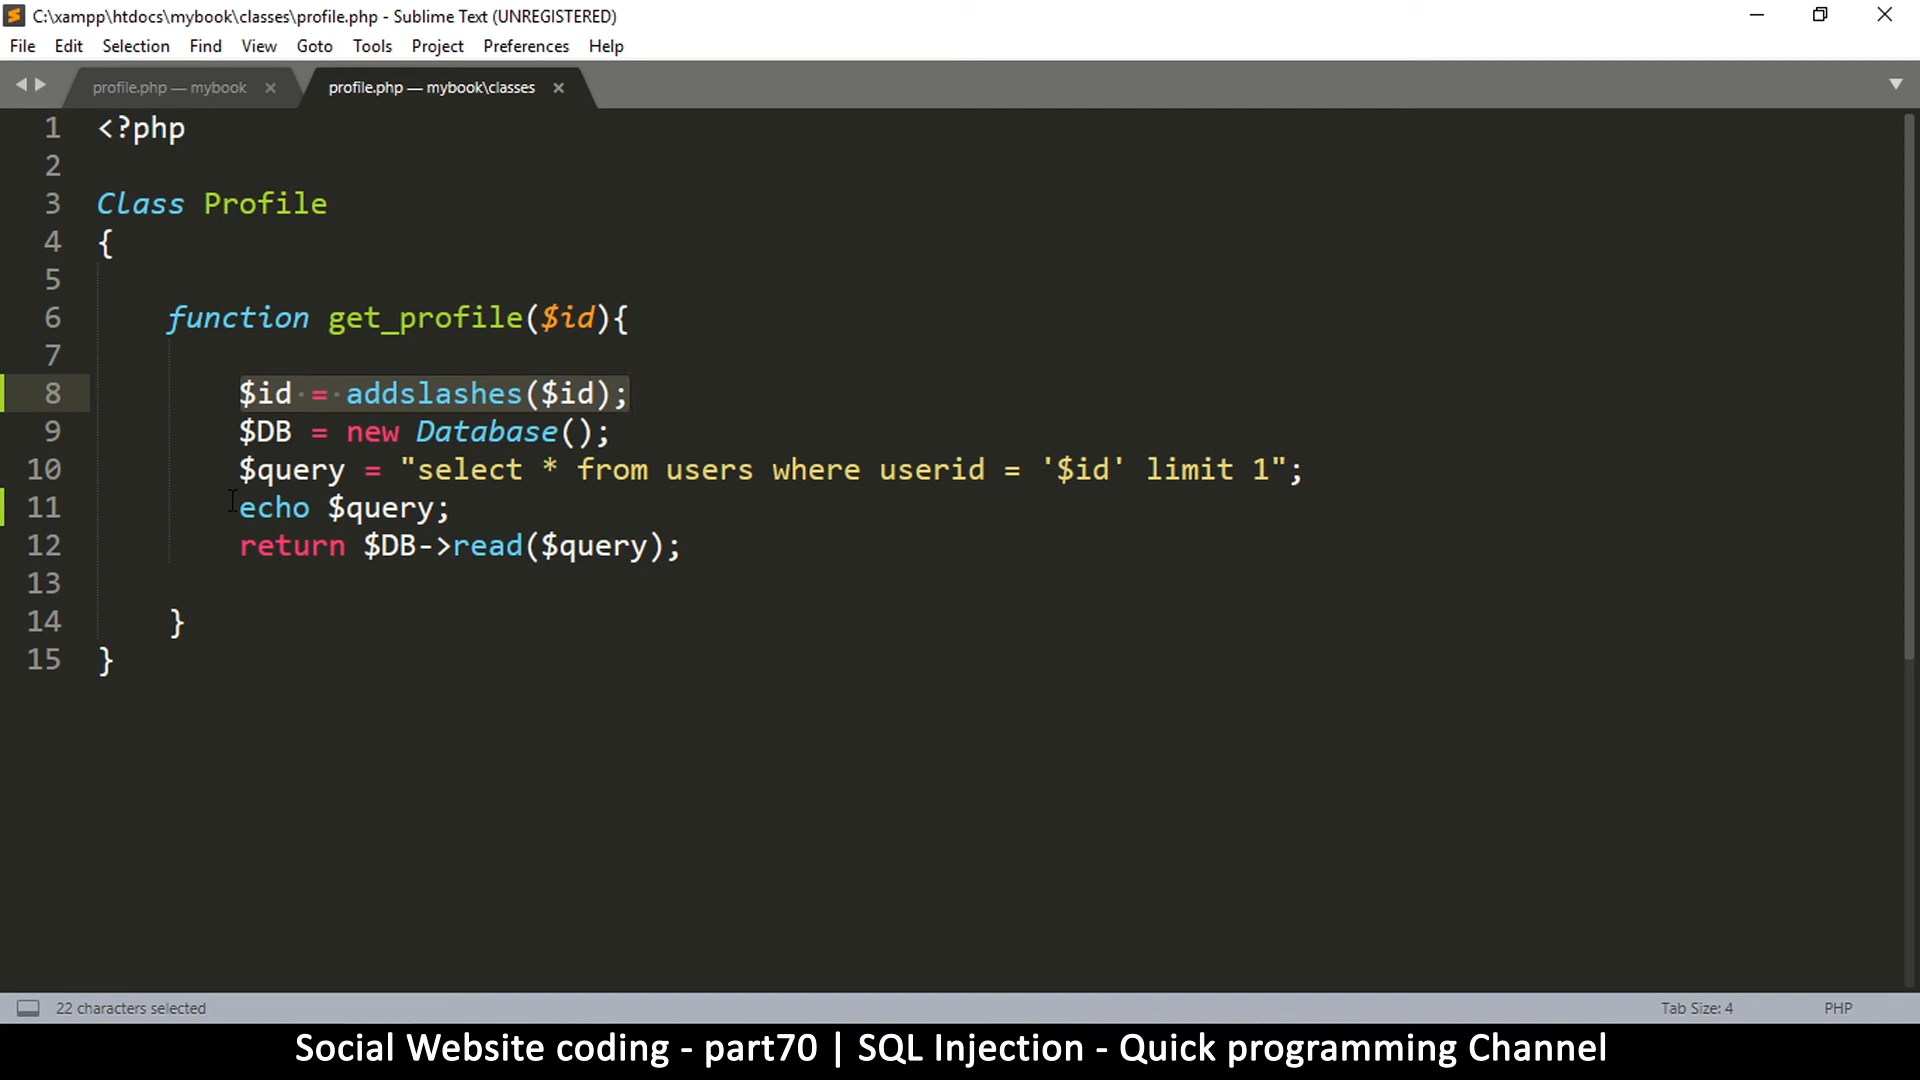 C:\xampp\htdocs\mybook\classes\profile.php - Sublime Text (UNREGISTERED)
File Edit Selection Find View Goto Tools Project Preferences Help
profile.php — mybook profile.php — mybook\classes
1 <?php
2
3 Class Profile
4 {
5
6 function get_profile($id){
7
8 $id = addslashes($id);
9 $DB = new Database();
10 $query = "select * from users where userid = '$id' limit 1";
11 echo $query;
12 return $DB->read($query);
13
14 }
15 }
22 characters selected Tab Size: 4 PHP
Social Website coding - part70 | SQL Injection - Quick programming Channel